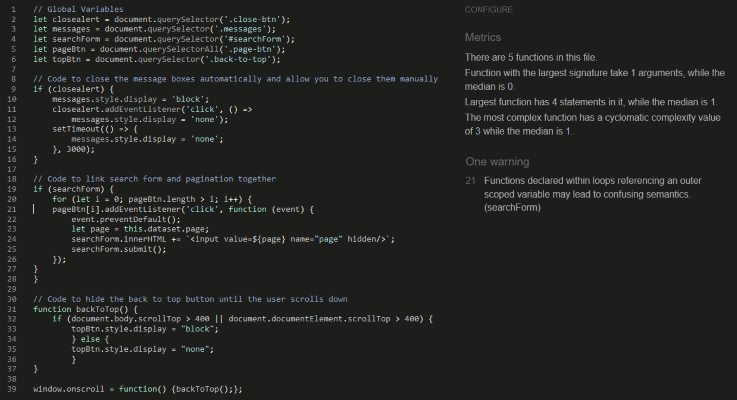 1 // Global Variables
2 let closealert = document.querySelector('.close-btn');
3 let messages = document.querySelector('.messages');
4 let searchForm = document.querySelector('#searchForm');
5 let pageBtn = document.querySelectorAll('.page-btn');
6 let topBtn = document.querySelector('.back-to-top');
7
8 // Code to close the message boxes automatically and allow you to close them manually
9 if (closealert) {
10 messages.style.display = 'block';
11 closealert.addEventListener('click', () =>
12 messages.style.display = 'none');
13 setTimeout(() => {
14 messages.style.display = 'none';
15 }, 3000);
16 }
17
18 // Code to link search form and pagination together
19 if (searchForm) {
20 for (let i = 0; pageBtn.length > i; i++) {
21 pageBtn[i].addEventListener('click', function (event) {
22 event.preventDefault();
23 let page = this.dataset.page;
24 searchForm.innerHTML += `<input value=${page} name="page" hidden/>`;
25 searchForm.submit();
26 });
27 }
28 }
29
30 // Code to hide the back to top button until the user scrolls down
31 function backToTop() {
32 if (document.body.scrollTop > 400 || document.documentElement.scrollTop > 400) {
33 topBtn.style.display = "block";
34 } else {
35 topBtn.style.display = "none";
36 }
37 }
38
39 window.onscroll = function() {backToTop();};
CONFIGURE
Metrics
There are 5 functions in this file.
Function with the largest signature take 1 arguments, while the
median is 0.
Largest function has 4 statements in it, while the median is 1.
The most complex function has a cyclomatic complexity value
of 3 while the median is 1.
One warning
21 Functions declared within loops referencing an outer
scoped variable may lead to confusing semantics.
(searchForm)